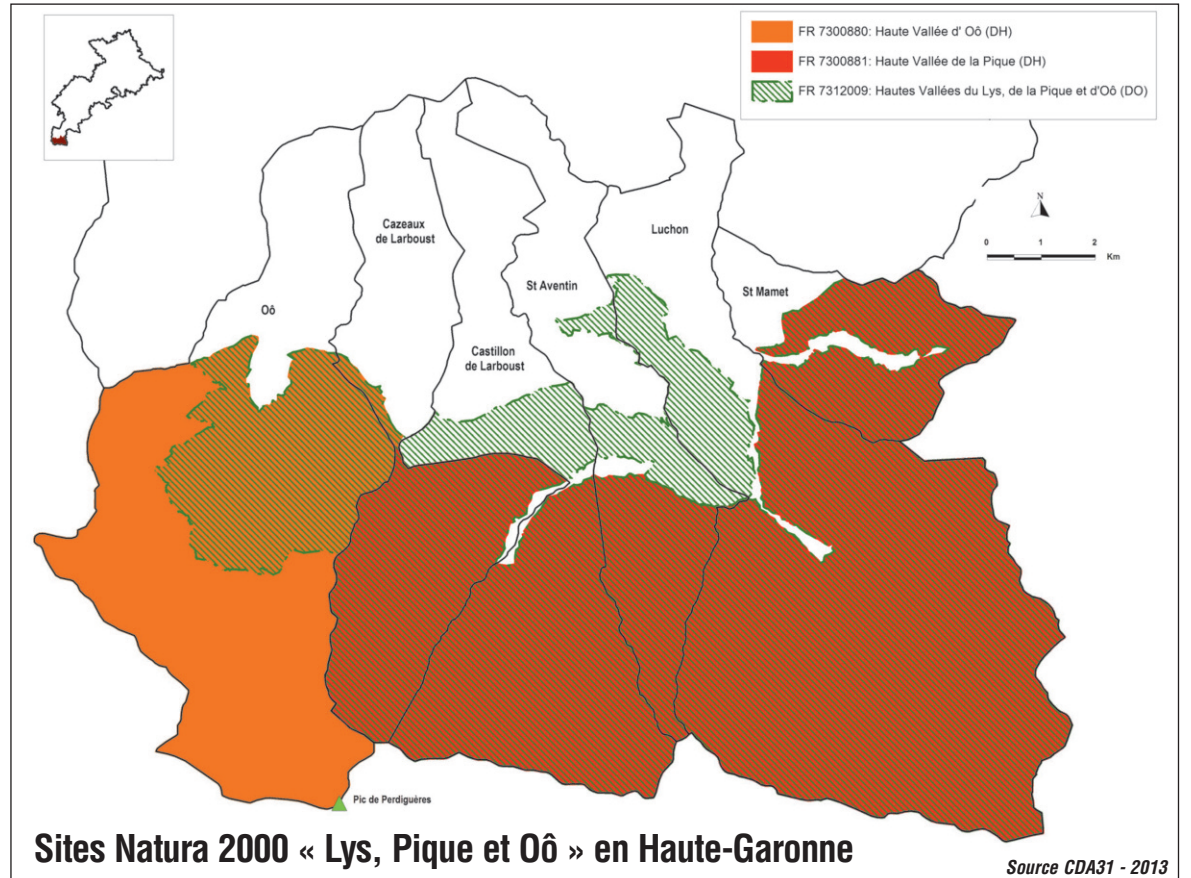 FR 7300880: Haute Vallée d' Oô (DH)
FR 7300881: Haute Vallée de la Pique (DH)
FR 7312009: Hautes Vallées du Lys, de la Pique et d'Oô (DO)
N
0 1 2
Km
Cazeaux
de Larboust
Luchon
St Aventin
St Mamet
Oô
Castillon
de Larboust
Pic de Perdiguères
Sites Natura 2000 « Lys, Pique et Oô » en Haute-Garonne
Source CDA31 - 2013